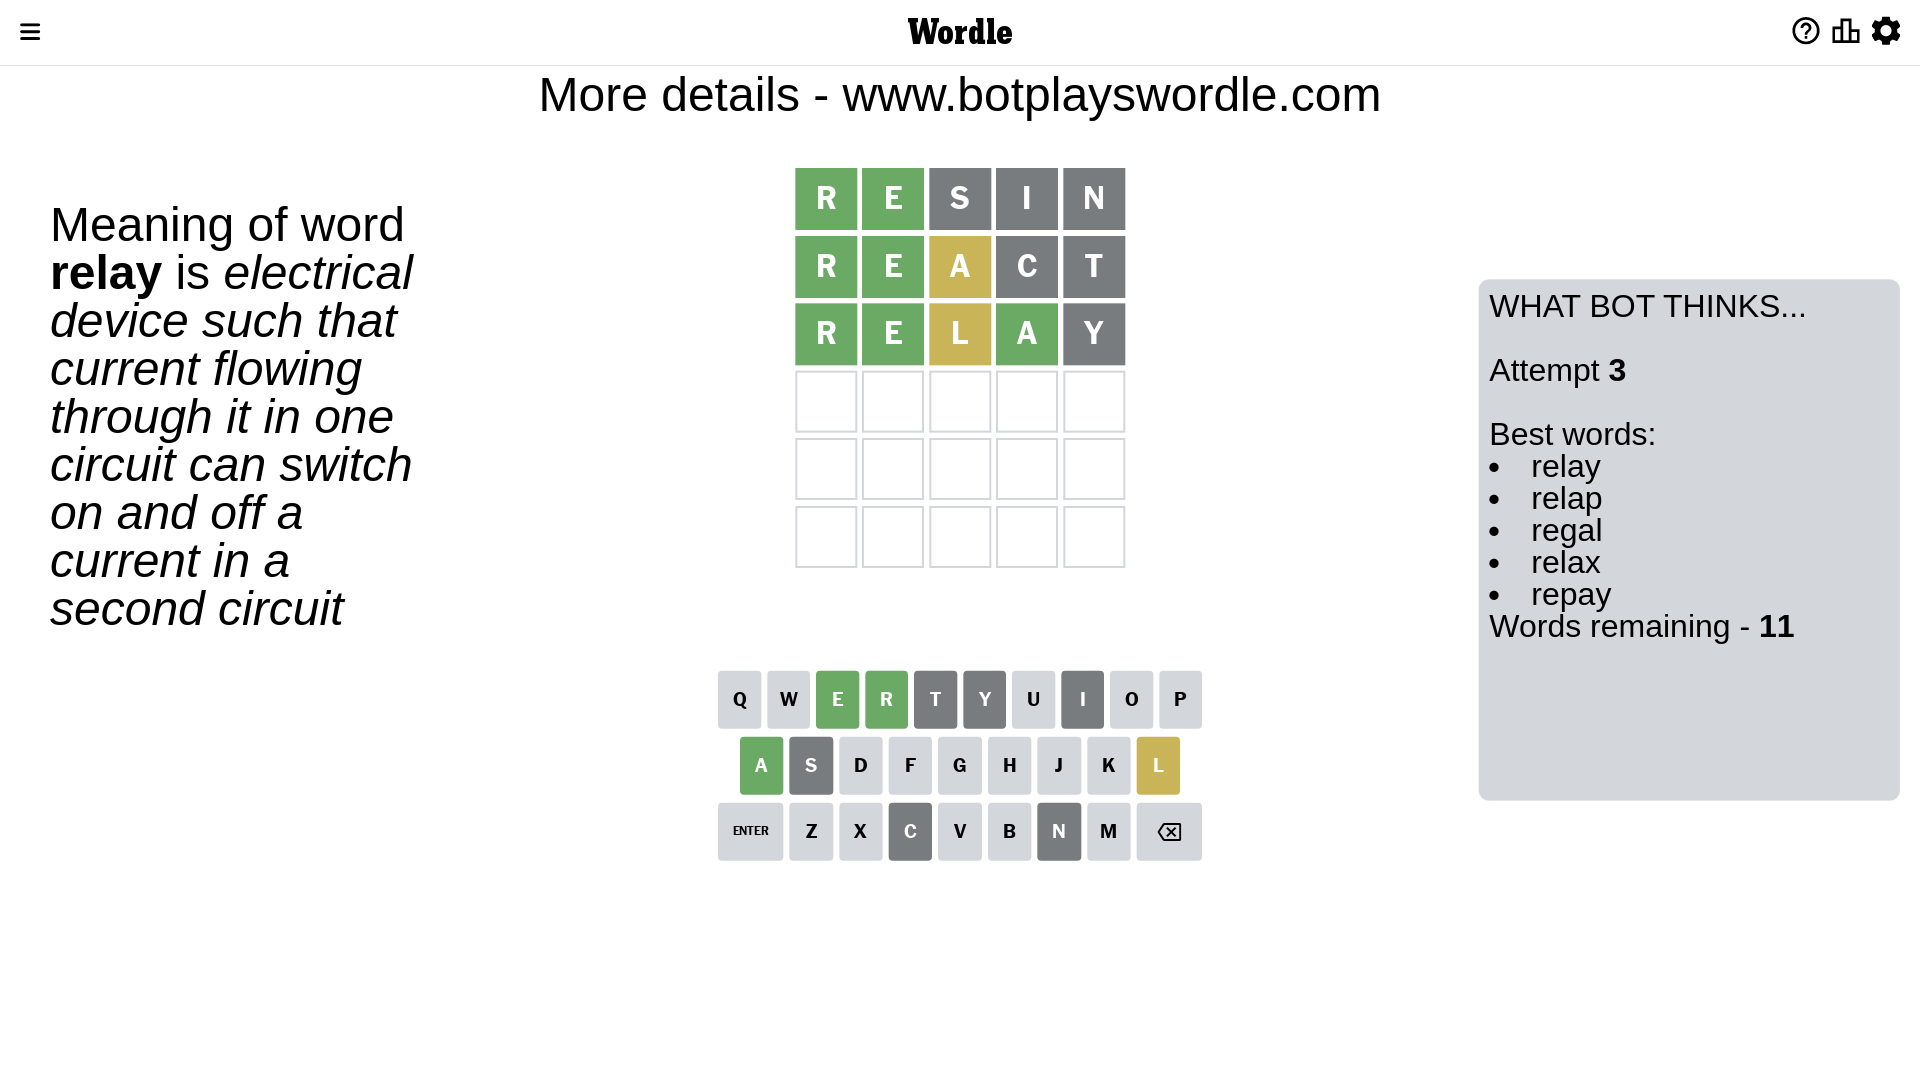 Wordle
More details - www.botplayswordle.com
Meaning of word
relay is electrical
device such that
current flowing
through it in one
circuit can switch
on and off a
current in a
second circuit
R E S I N
R E A C T
R E L A Y
WHAT BOT THINKS...
Attempt 3
Best words:
• relay
• relap
• regal
• relax
• repay
Words remaining - 11
Q W E R T Y U I O P
A S D F G H J K L
ENTER Z X C V B N M